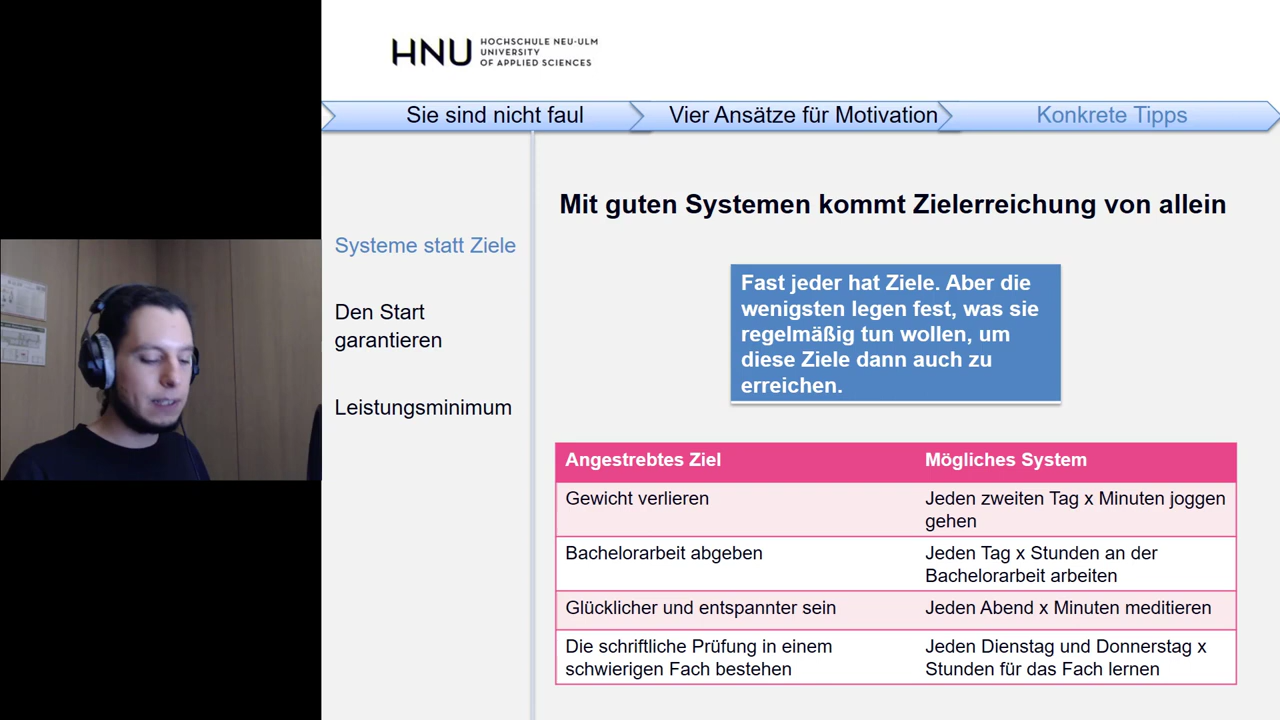 HNU
HOCHSCHULE NEU-ULM
UNIVERSITY
OF APPLIED SCIENCES
Sie sind nicht faul
Vier Ansätze für Motivation
Konkrete Tipps
Systeme statt Ziele
Den Start
garantieren
Leistungsminimum
Mit guten Systemen kommt Zielerreichung von allein
Fast jeder hat Ziele. Aber die
wenigsten legen fest, was sie
regelmäßig tun wollen, um
diese Ziele dann auch zu
erreichen.
Angestrebtes Ziel
Mögliches System
Gewicht verlieren
Jeden zweiten Tag x Minuten joggen
gehen
Bachelorarbeit abgeben
Jeden Tag x Stunden an der
Bachelorarbeit arbeiten
Glücklicher und entspannter sein
Jeden Abend x Minuten meditieren
Die schriftliche Prüfung in einem
schwierigen Fach bestehen
Jeden Dienstag und Donnerstag x
Stunden für das Fach lernen